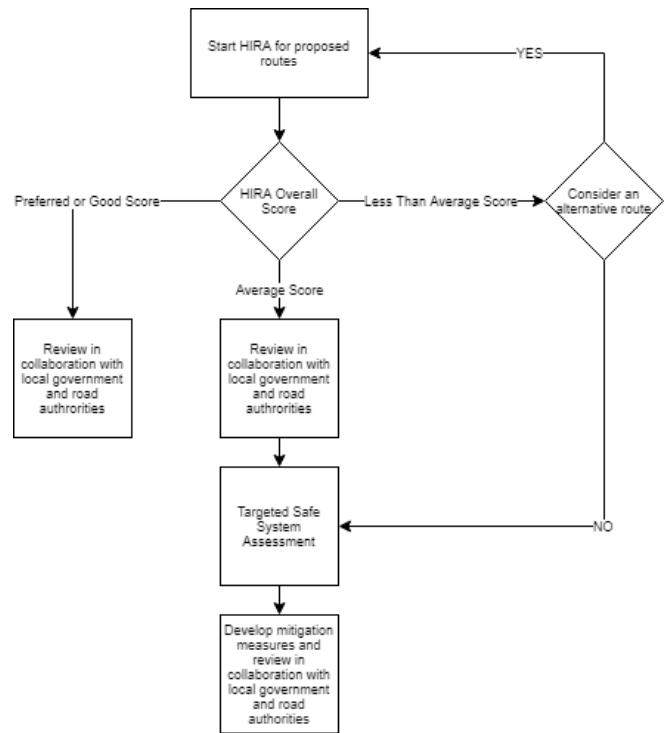 Start HIRA for proposed
routes
YES
HIRA Overall
Score
Preferred or Good Score
Less Than Average Score
Consider an
alternative route
Average Score
Review in
collaboration with
local government
and road
authrorities
Review in
collaboration with
local government
and road
authrorities
Targeted Safe
System
Assessment
NO
Develop mitigation
measures and
review in
collaboration with
local government
and road
authorities